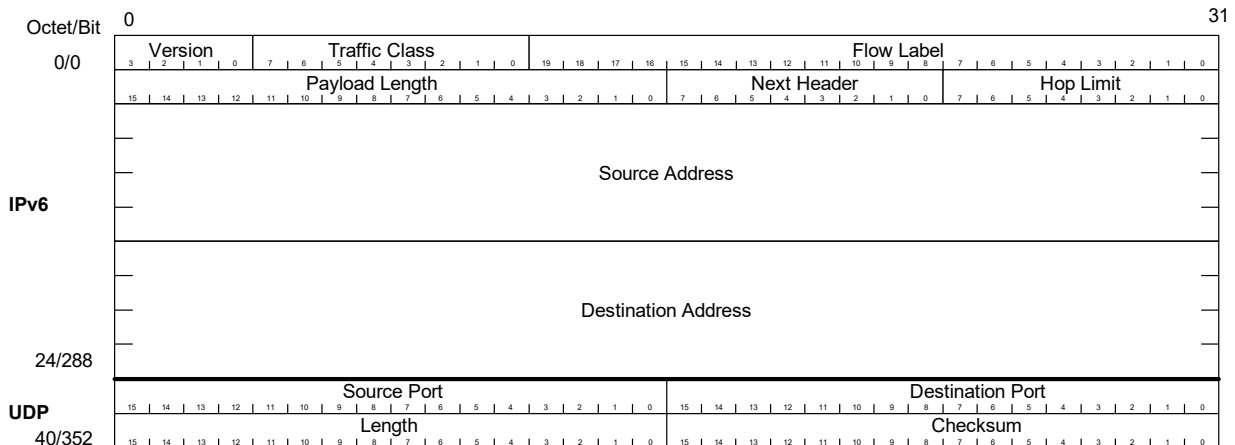 Octet/Bit 0 31
Version Traffic Class Flow Label
0/0 3 2 1 0 7 6 5 4 3 2 1 0 19 18 17 16 15 14 13 12 11 10 9 8 7 6 5 4 3 2 1 0
Payload Length Next Header Hop Limit
15 14 13 12 11 10 9 8 7 6 5 4 3 2 1 0 7 6 5 4 3 2 1 0 7 6 5 4 3 2 1 0
Source Address
IPv6
Destination Address
24/288
Source Port Destination Port
15 14 13 12 11 10 9 8 7 6 5 4 3 2 1 0 15 14 13 12 11 10 9 8 7 6 5 4 3 2 1 0
UDP
Length Checksum
40/352 15 14 13 12 11 10 9 8 7 6 5 4 3 2 1 0 15 14 13 12 11 10 9 8 7 6 5 4 3 2 1 0